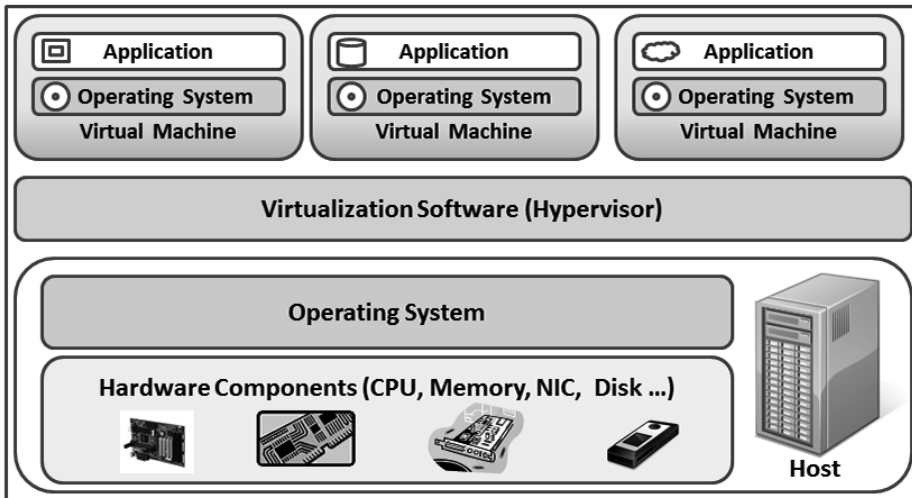 Application
Operating System
Virtual Machine
Application
Operating System
Virtual Machine
Application
Operating System
Virtual Machine
Virtualization Software (Hypervisor)
Operating System
Hardware Components (CPU, Memory, NIC, Disk ...)
Host